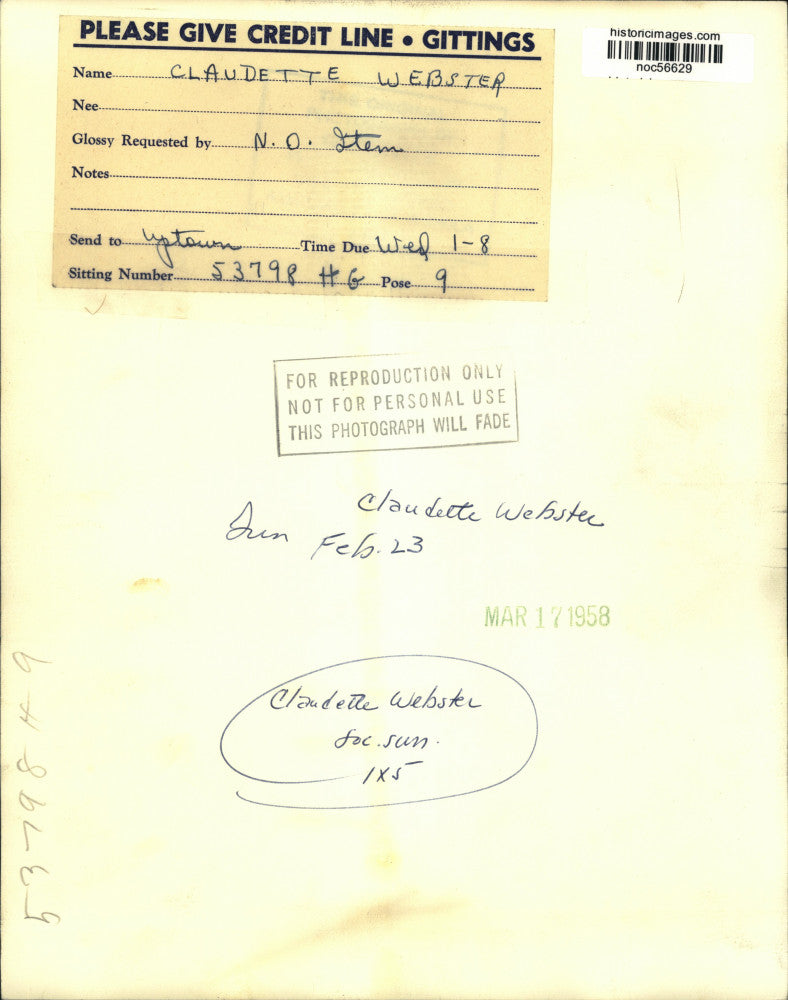 PLEASE GIVE CREDIT LINE • GITTINGS
Name CLAUDETTE WEBSTER
Nee
Glossy Requested by N. O. Item
Notes
Send to uptown Time Due Wed 1-8
Sitting Number 53798 H G Pose 9
historicimages.com
noc56629
FOR REPRODUCTION ONLY
NOT FOR PERSONAL USE
THIS PHOTOGRAPH WILL FADE
Claudette Webster
Sun Feb. 23
MAR 17 1958
Claudette Webster
Soc. sun.
1x5
53798 H 9